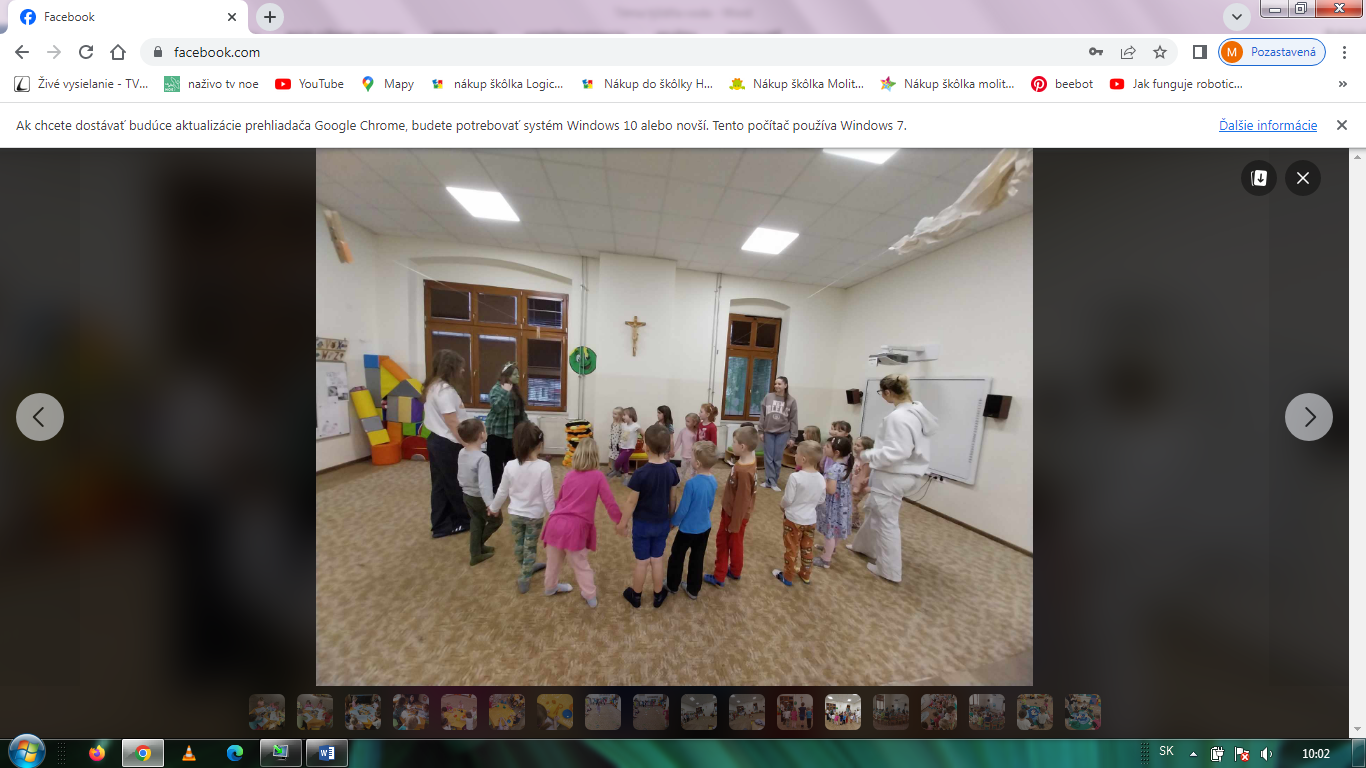 Facebook
facebook.com
Pozastavená
Živé vysielanie - TV...
naživo tv noe
YouTube
Mapy
nákup škôlka Logic...
Nákup do škôlky H...
Nákup škôlka Molit...
Nákup škôlka molit...
beebot
Jak funguje robotic...
Ak chcete dostávať budúce aktualizácie prehliadača Google Chrome, budete potrebovať systém Windows 10 alebo novší. Tento počítač používa Windows 7.
Ďalšie informácie
SK
10:02